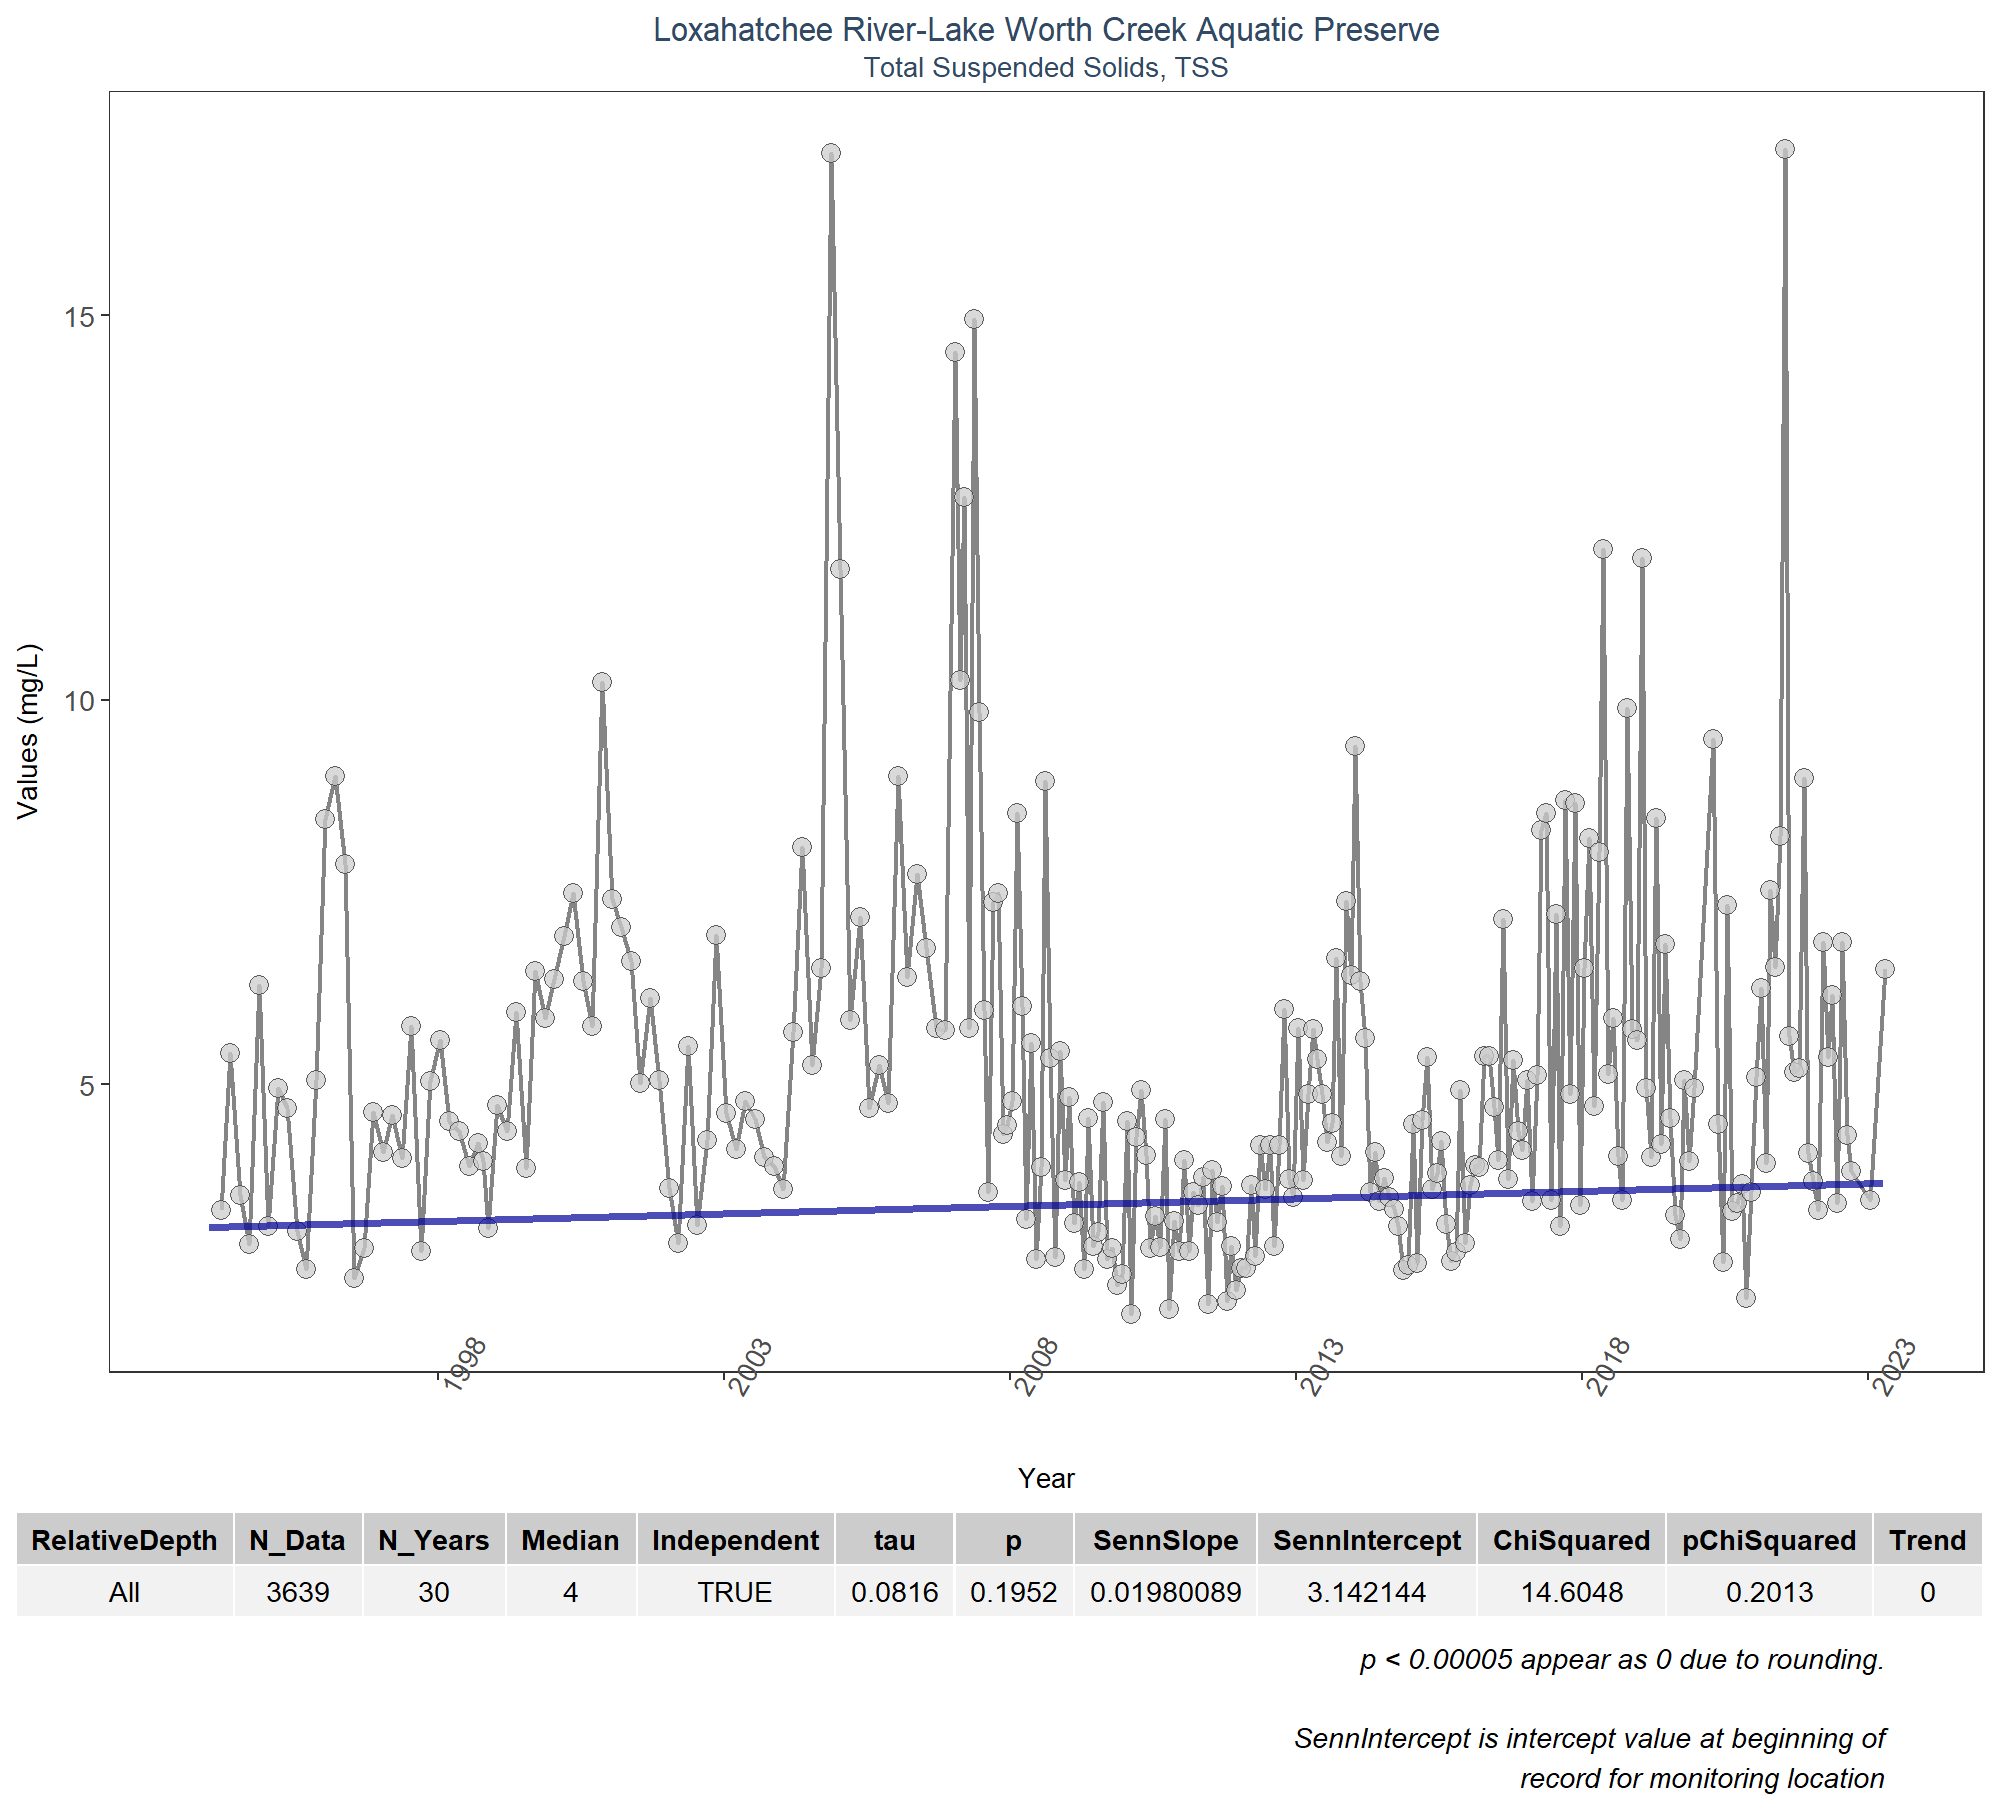 Loxahatchee River-Lake Worth Creek Aquatic Preserve
Total Suspended Solids, TSS
Values (mg/L)
15
10
5
1998 2003 2008 2013 2018 2023
Year
RelativeDepth N_Data N_Years Median Independent tau p SennSlope SennIntercept ChiSquared pChiSquared Trend
All 3639 30 4 TRUE 0.0816 0.1952 0.01980089 3.142144 14.6048 0.2013 0
p < 0.00005 appear as 0 due to rounding.
SennIntercept is intercept value at beginning of
record for monitoring location